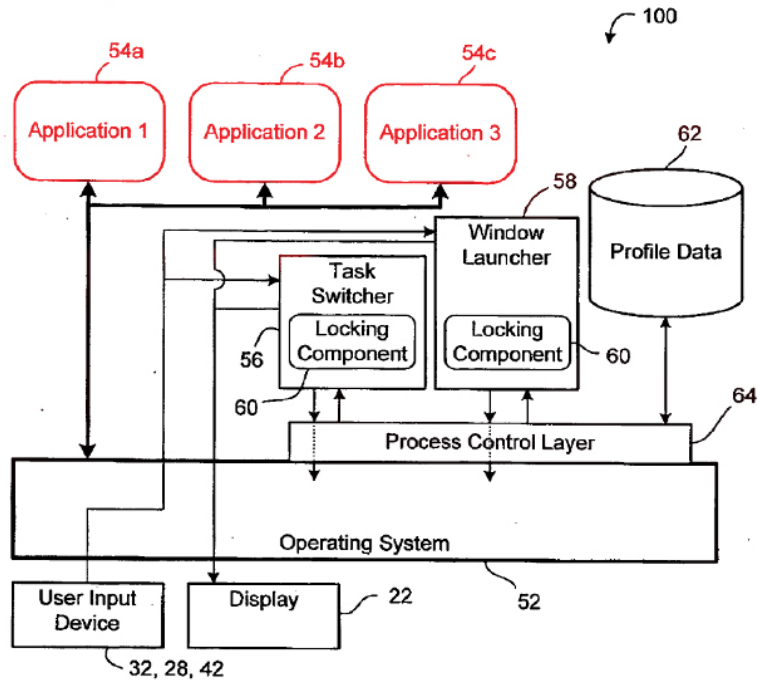 100
54a
54b
54c
Application 1
Application 2
Application 3
62
58
Window
Launcher
Profile Data
Task
Switcher
Locking
Component
Locking
Component
56
60
60
64
Process Control Layer
Operating System
52
User Input
Device
Display
22
32, 28, 42